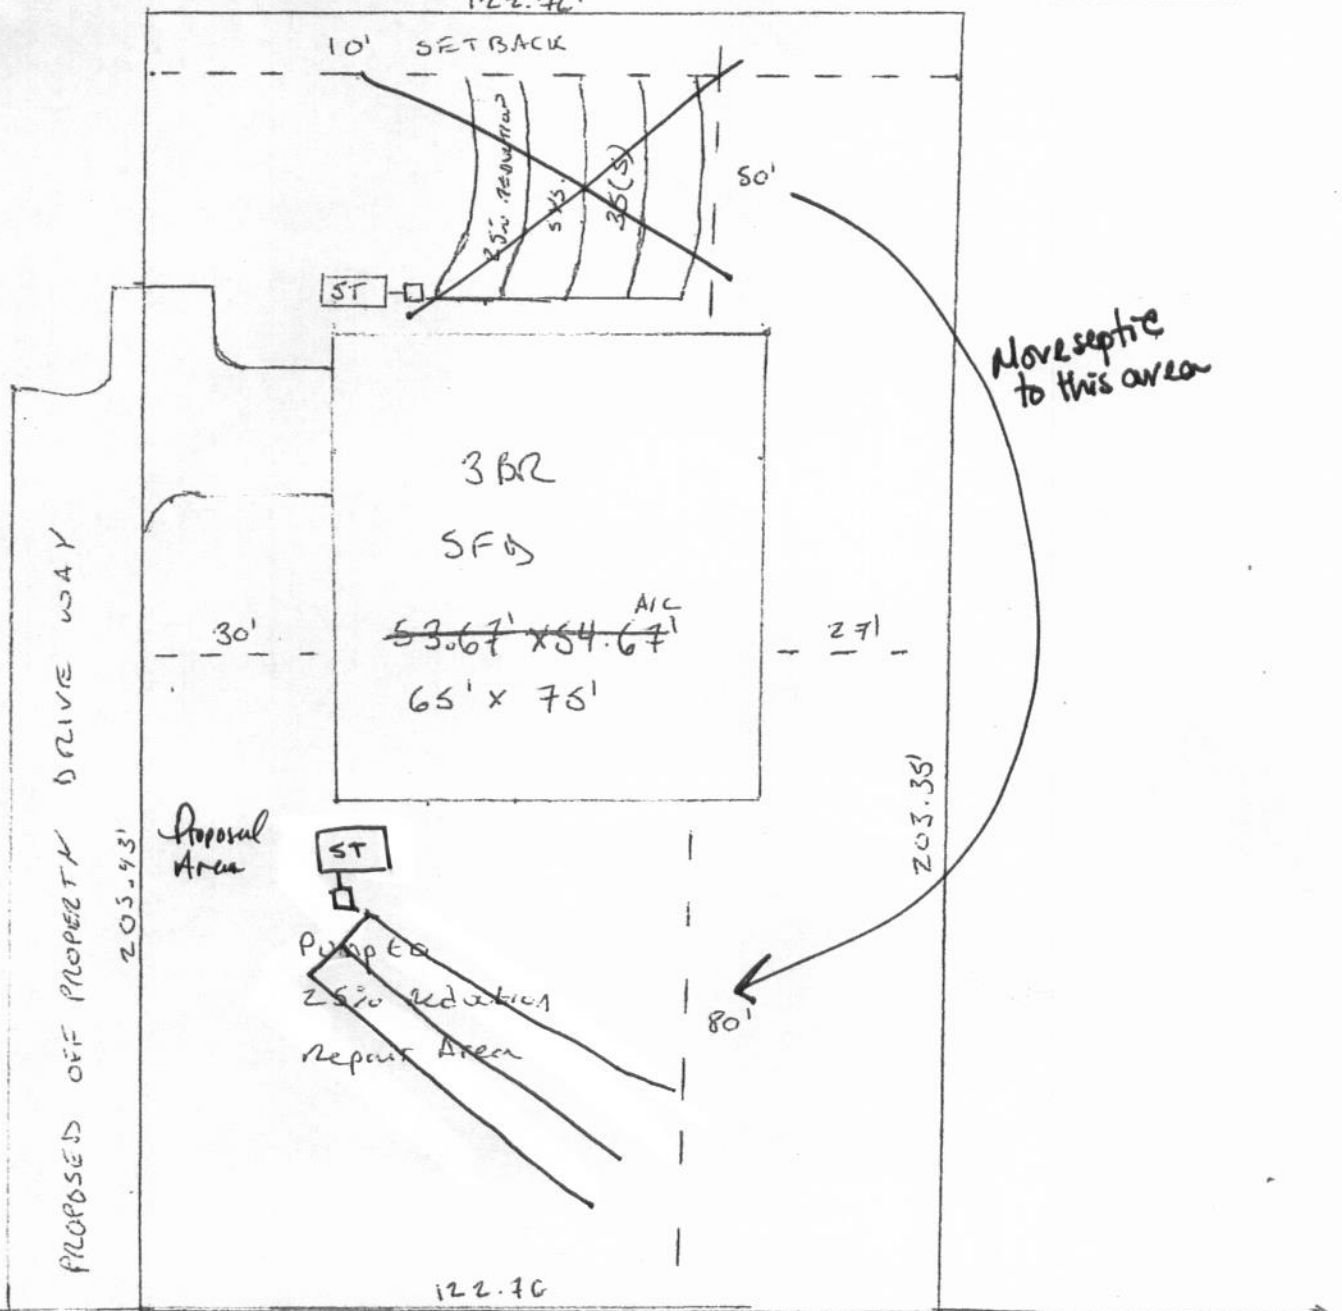 122.76'
10' SETBACK
25% REDUCTION
35(5)
50'
ST
Move septic
to this area
3 BR
SFD
A/C
53.67' x 54.67'
65' x 75'
30'
27'
PROPOSED OFF PROPERTY DRIVE WAY
203.43'
203.35'
Proposal
Area
ST
Pump to
25% reduction
Repair Area
80'
122.76